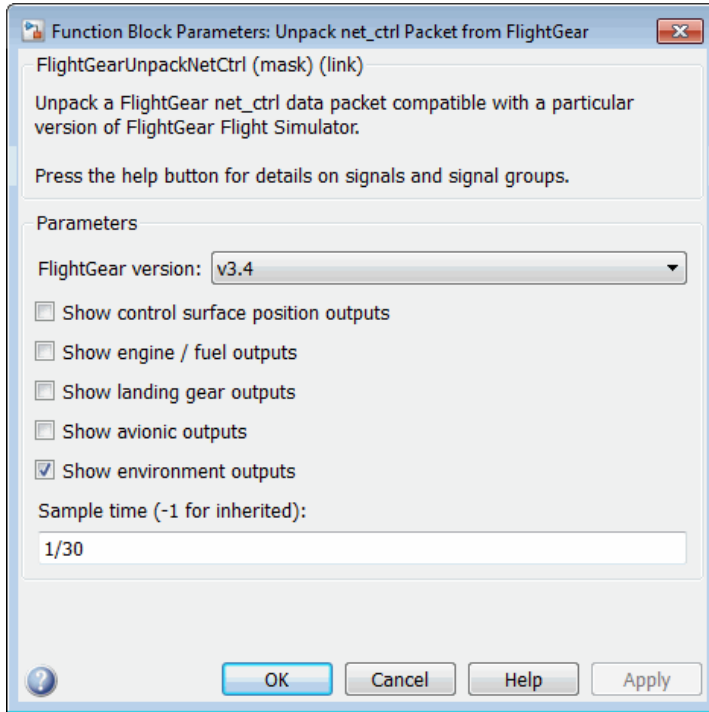 Function Block Parameters: Unpack net_ctrl Packet from FlightGear
FlightGearUnpackNetCtrl (mask) (link)
Unpack a FlightGear net_ctrl data packet compatible with a particular
version of FlightGear Flight Simulator.
Press the help button for details on signals and signal groups.
Parameters
FlightGear version: v3.4
Show control surface position outputs
Show engine / fuel outputs
Show landing gear outputs
Show avionic outputs
Show environment outputs
Sample time (-1 for inherited):
1/30
? OK Cancel Help Apply